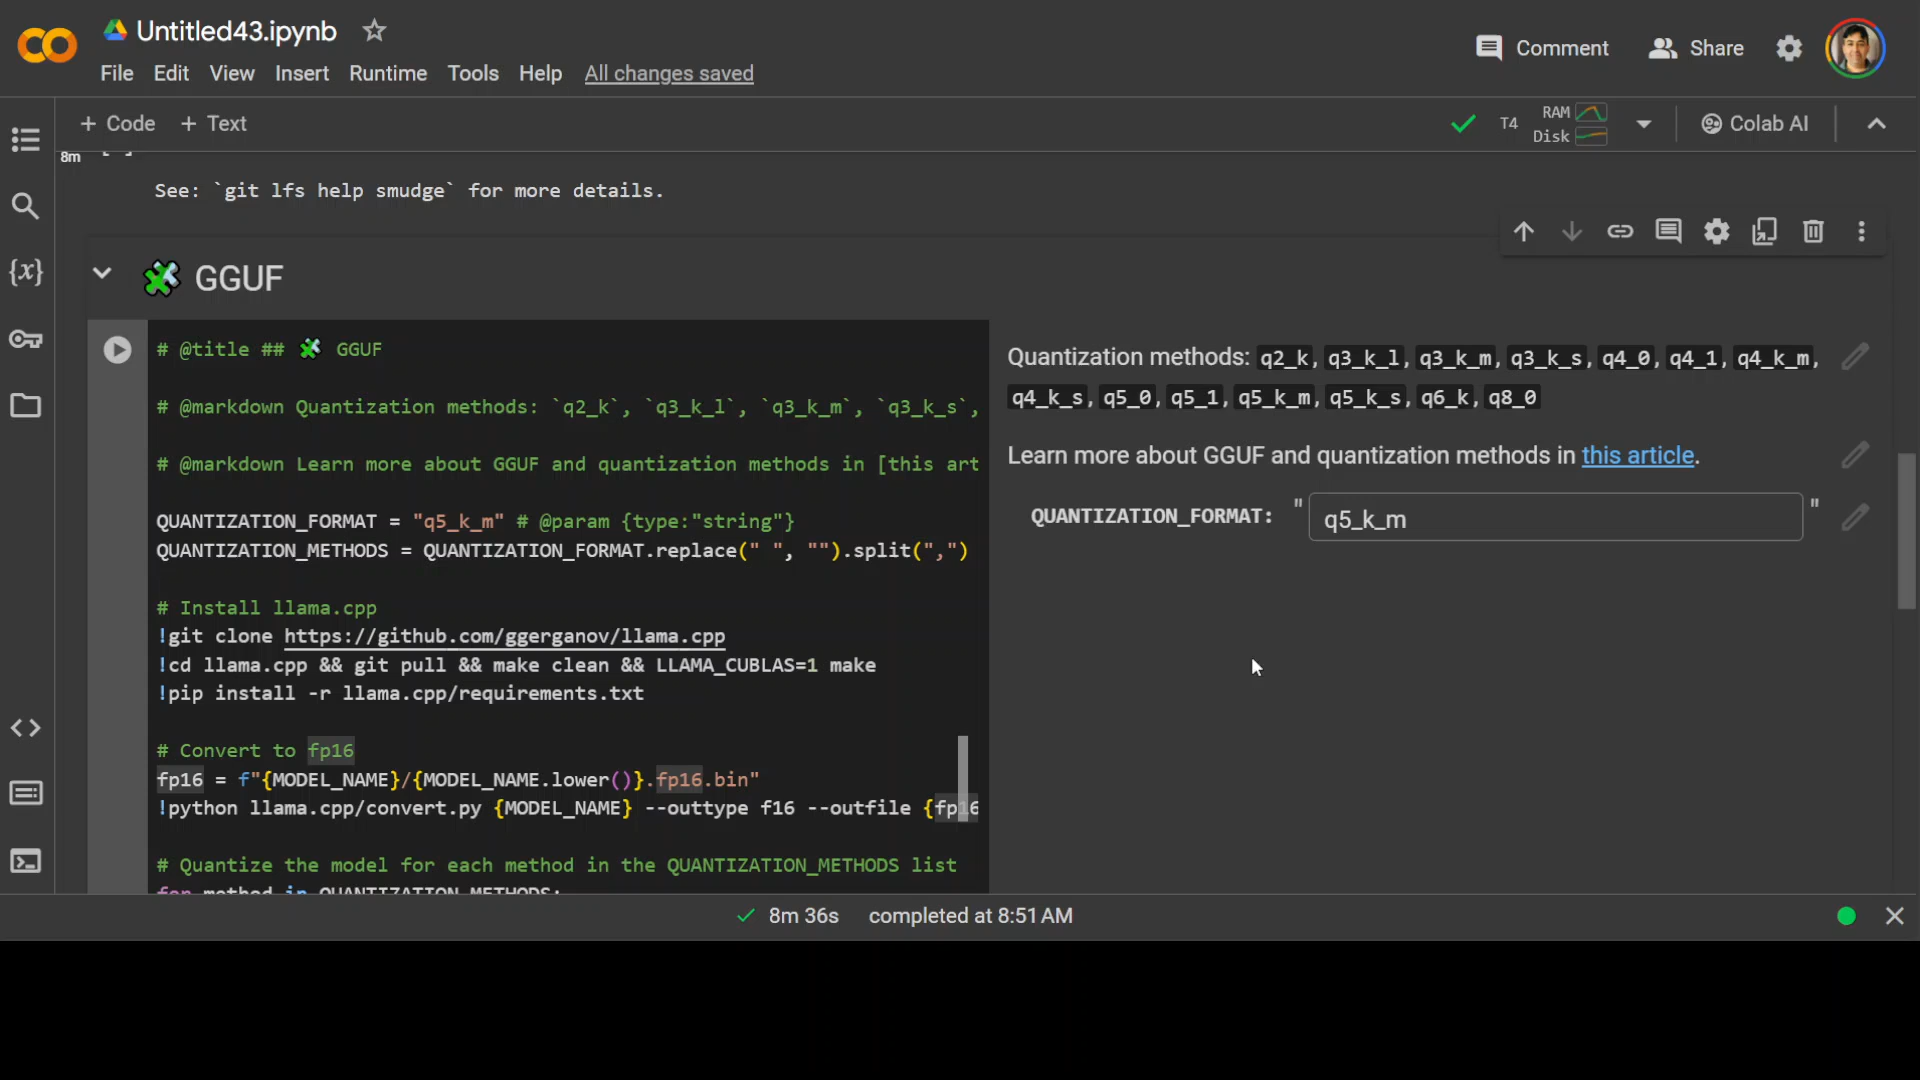 Untitled43.ipynb
Comment
Share
File Edit View Insert Runtime Tools Help All changes saved
+ Code + Text
T4
RAM
Disk
Colab AI
8m
See: `git lfs help smudge` for more details.
{x}
GGUF
# @title ## GGUF
# @markdown Quantization methods: `q2_k`, `q3_k_l`, `q3_k_m`, `q3_k_s`,
# @markdown Learn more about GGUF and quantization methods in [this art
QUANTIZATION_FORMAT = "q5_k_m" # @param {type:"string"}
QUANTIZATION_METHODS = QUANTIZATION_FORMAT.replace(" ", "").split(",")
# Install llama.cpp
!git clone https://github.com/ggerganov/llama.cpp
!cd llama.cpp && git pull && make clean && LLAMA_CUBLAS=1 make
!pip install -r llama.cpp/requirements.txt
# Convert to fp16
fp16 = f"{MODEL_NAME}/{MODEL_NAME.lower()}.fp16.bin"
!python llama.cpp/convert.py {MODEL_NAME} --outtype f16 --outfile {fp16
# Quantize the model for each method in the QUANTIZATION_METHODS list
for method in QUANTIZATION_METHODS:
Quantization methods: q2_k, q3_k_l, q3_k_m, q3_k_s, q4_0, q4_1, q4_k_m,
q4_k_s, q5_0, q5_1, q5_k_m, q5_k_s, q6_k, q8_0
Learn more about GGUF and quantization methods in this article.
QUANTIZATION_FORMAT: " q5_k_m "
8m 36s completed at 8:51 AM